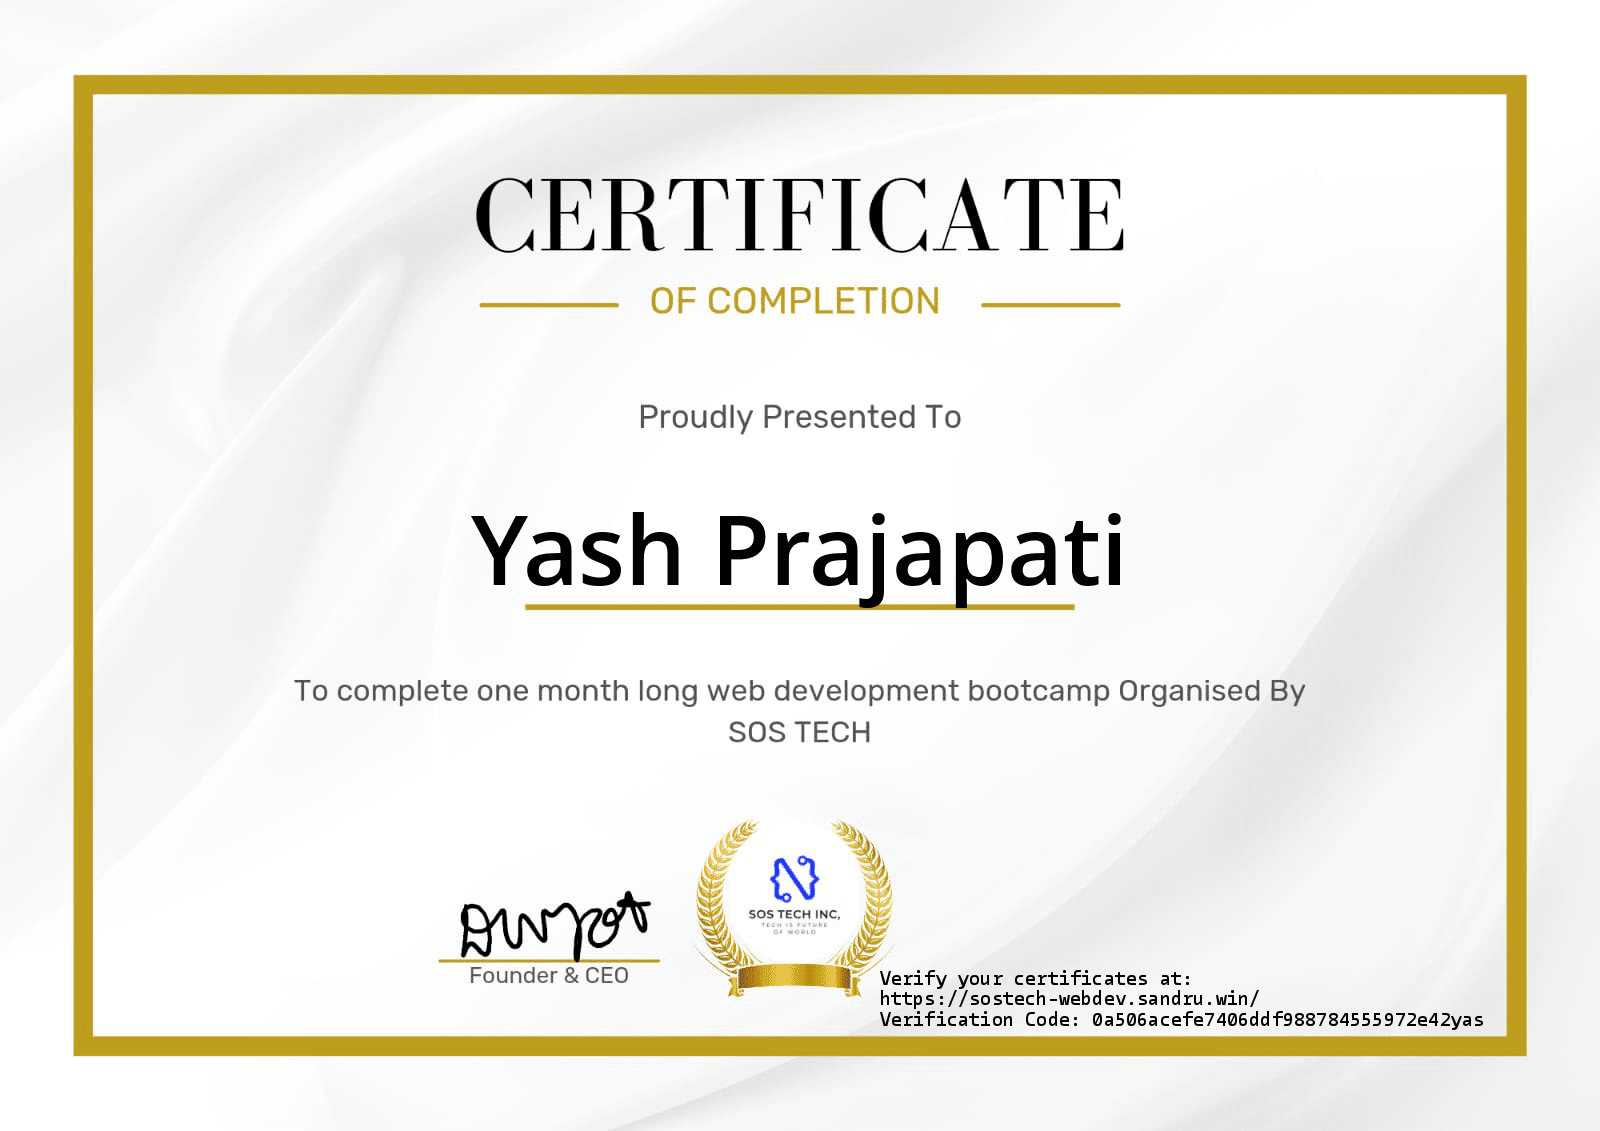 CERTIFICATE
OF COMPLETION
Proudly Presented To
Yash Prajapati
To complete one month long web development bootcamp Organised By
SOS TECH
SOS TECH INC,
TECH IS FUTURE
OF WORLD
Founder & CEO
Verify your certificates at:
https://sostech-webdev.sandru.win/
Verification Code: 0a506acefe7406ddf988784555972e42yas